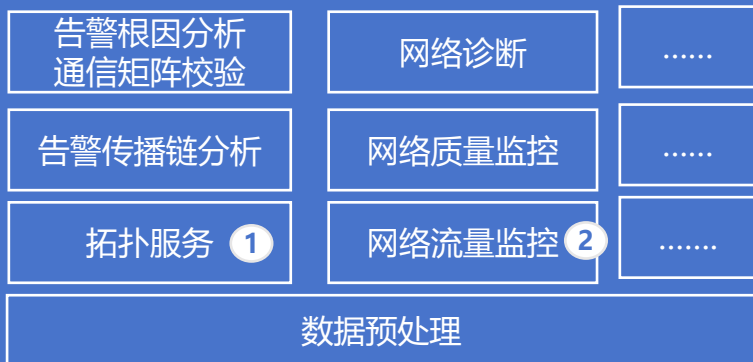 告警根因分析
通信矩阵校验
网络诊断
......
告警传播链分析
网络质量监控
......
拓扑服务 1
网络流量监控 2
.......
数据预处理